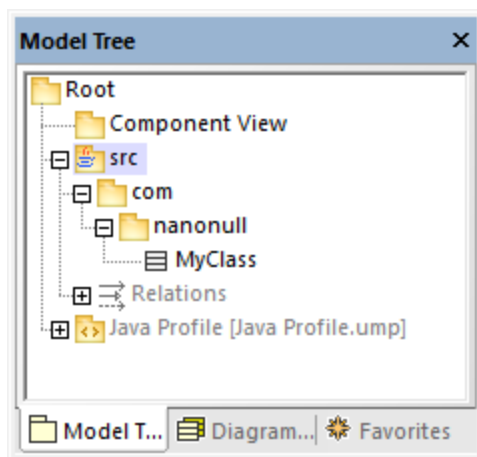 Model Tree
Root
Component View
src
com
nanonull
MyClass
Relations
Java Profile [Java Profile.ump]
Model T... Diagram... Favorites